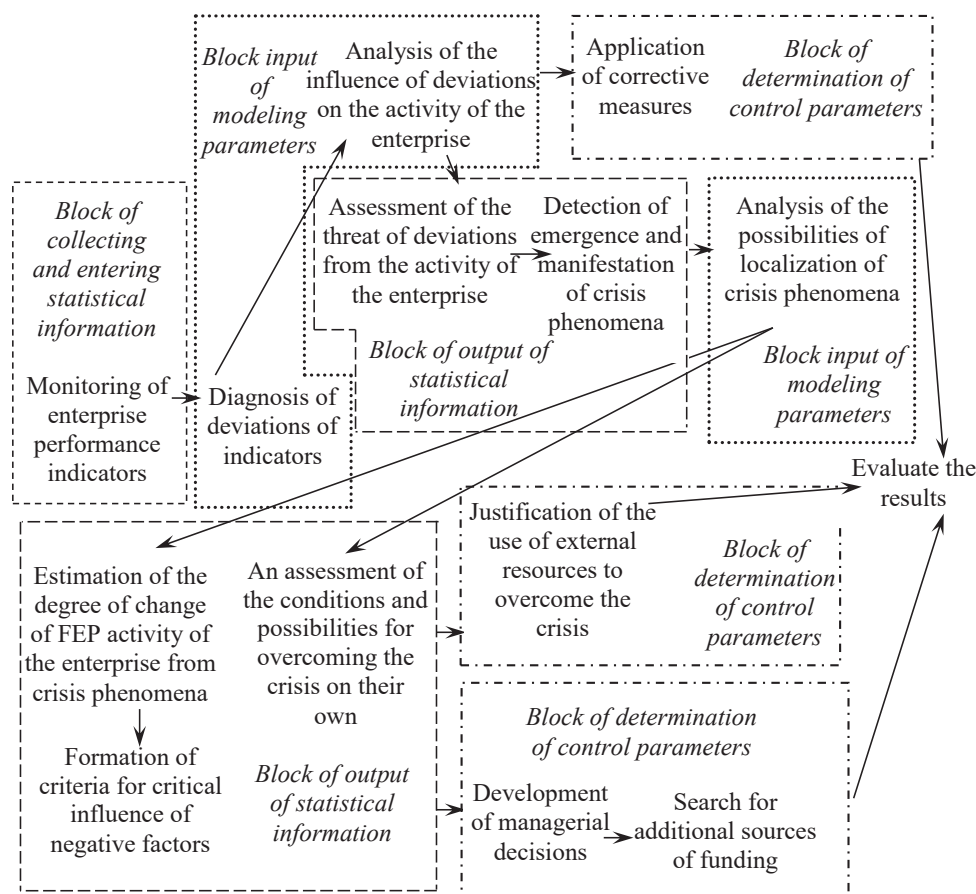 Block input
of
modeling
parameters
Analysis of the
influence of deviations
on the activity of the
enterprise
Application
of corrective
measures
Block of
determination of
control parameters
Block of
collecting
and entering
statistical
information
Monitoring of
enterprise
performance
indicators
Diagnosis of
deviations of
indicators
Assessment of the
threat of deviations
from the activity of
the enterprise
Detection of
emergence and
manifestation
of crisis
phenomena
Block of output of
statistical
information
Analysis of the
possibilities of
localization of
crisis phenomena
Block input of
modeling
parameters
Evaluate the
results
Estimation of the
degree of change
of FEP activity of
the enterprise from
crisis phenomena
Formation of
criteria for critical
influence of
negative factors
An assessment of
the conditions and
possibilities for
overcoming the
crisis on their
own
Block of output
of statistical
information
Justification of the
use of external
resources to
overcome the
crisis
Block of
determination
of control
parameters
Block of determination
of control parameters
Development
of managerial
decisions
Search for
additional sources
of funding